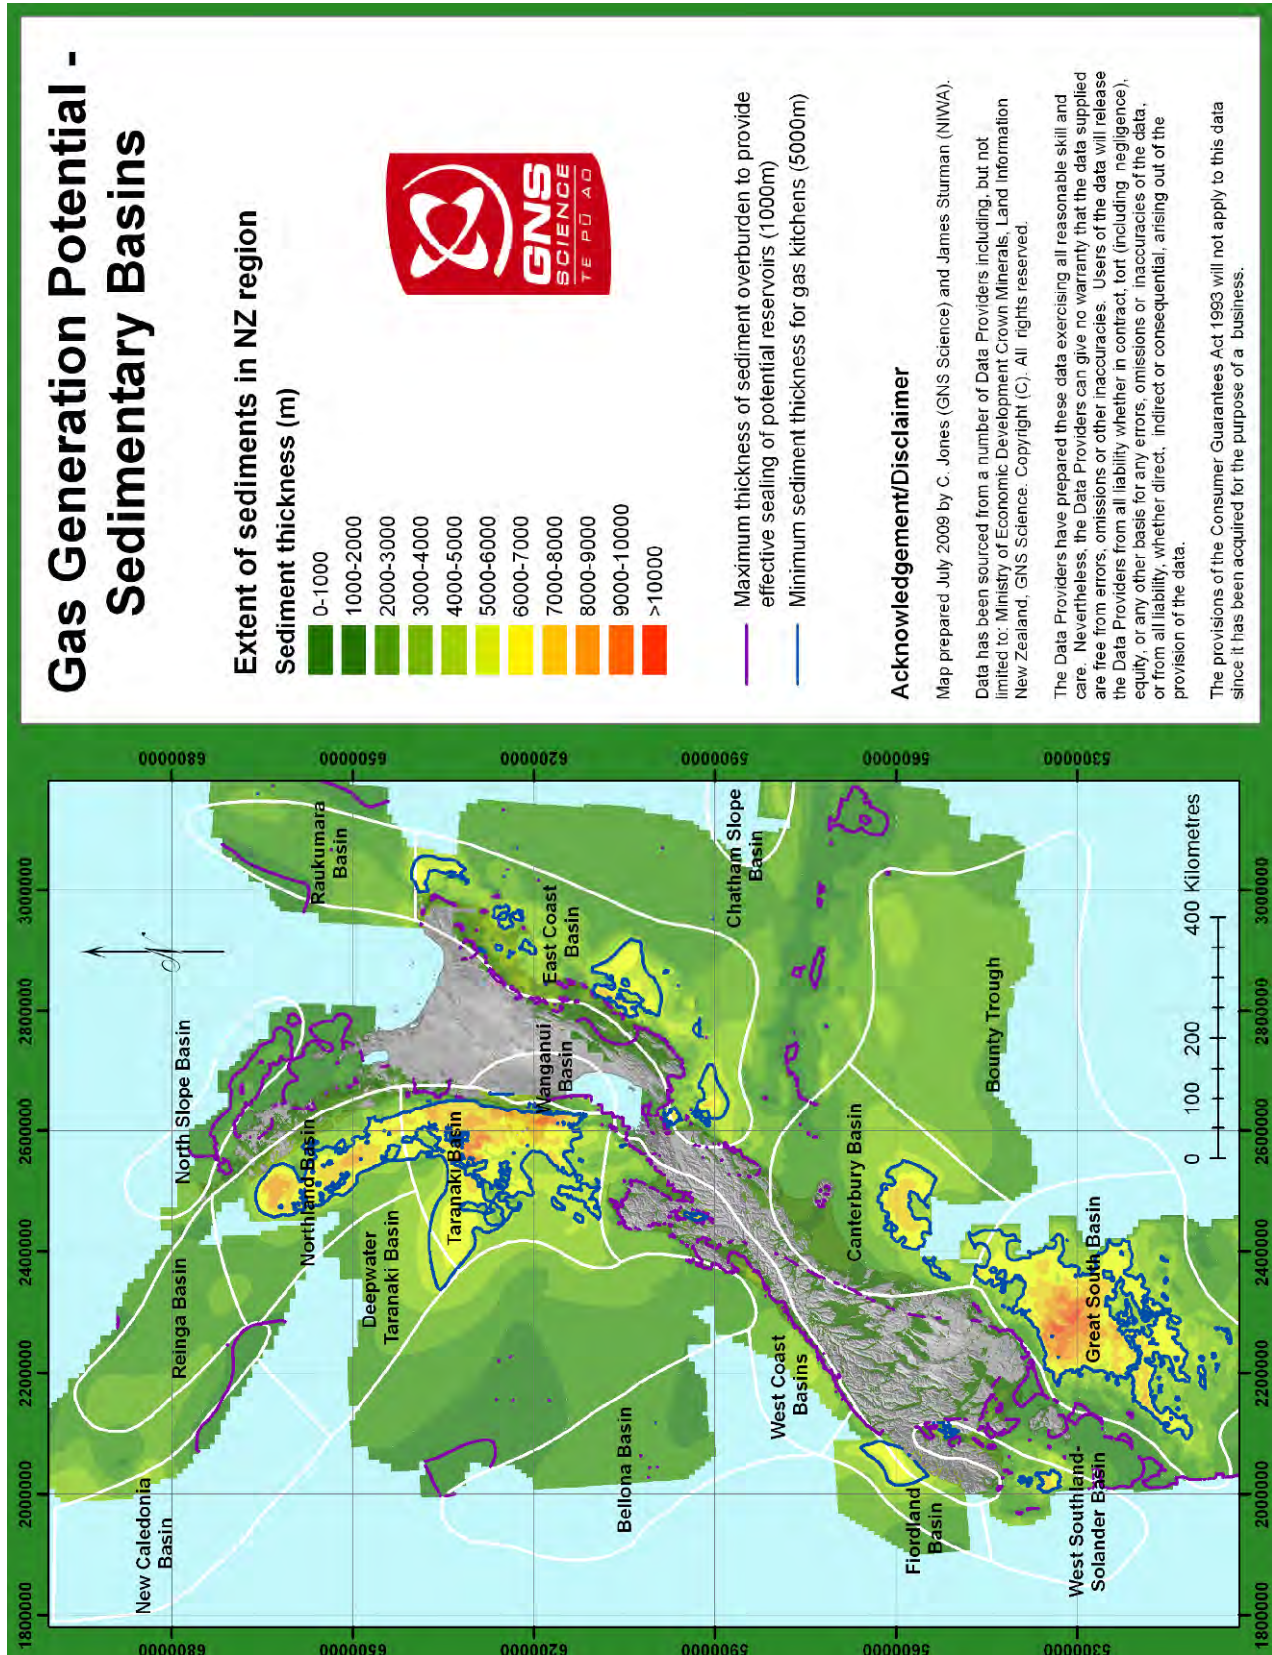 Gas Generation Potential -
Sedimentary Basins
Extent of sediments in NZ region
Sediment thickness (m)
0-1000
1000-2000
2000-3000
3000-4000
4000-5000
5000-6000
6000-7000
7000-8000
8000-9000
9000-10000
>10000
GNS
SCIENCE
TE PŪ AO
Maximum thickness of sediment overburden to provide
effective sealing of potential reservoirs (1000m)
Minimum sediment thickness for gas kitchens (5000m)
Acknowledgement/Disclaimer
Map prepared July 2009 by C. Jones (GNS Science) and James Sturman (NIWA).
Data has been sourced from a number of Data Providers including, but not
limited to: Ministry of Economic Development Crown Minerals, Land Information
New Zealand, GNS Science. Copyright (C). All rights reserved.
The Data Providers have prepared these data exercising all reasonable skill and
care. Nevertheless, the Data Providers can give no warranty that the data supplied
are free from errors, omissions or other inaccuracies. Users of the data will release
the Data Providers from all liability whether in contract, tort (including negligence),
equity, or any other basis for any errors, omissions or inaccuracies of the data,
or from all liability, whether direct, indirect or consequential, arising out of the
provision of the data.
The provisions of the Consumer Guarantees Act 1993 will not apply to this data
since it has been acquired for the purpose of a business.
1800000
2000000
2200000
2400000
2600000
2800000
3000000
6800000
6500000
6200000
5900000
5600000
5300000
6800000
6500000
6200000
5900000
5600000
5300000
N
New Caledonia
Basin
Reinga Basin
North Slope Basin
Raukumara
Basin
Northland Basin
Deepwater
Taranaki Basin
Taranaki Basin
Wanganui
Basin
East Coast
Basin
Bellona Basin
Chatham Slope
Basin
West Coast
Basins
Canterbury Basin
Fiordland
Basin
Bounty Trough
West Southland-
Solander Basin
Great South Basin
0
100
200
400 Kilometres
1800000
2000000
2200000
2400000
2600000
2800000
3000000